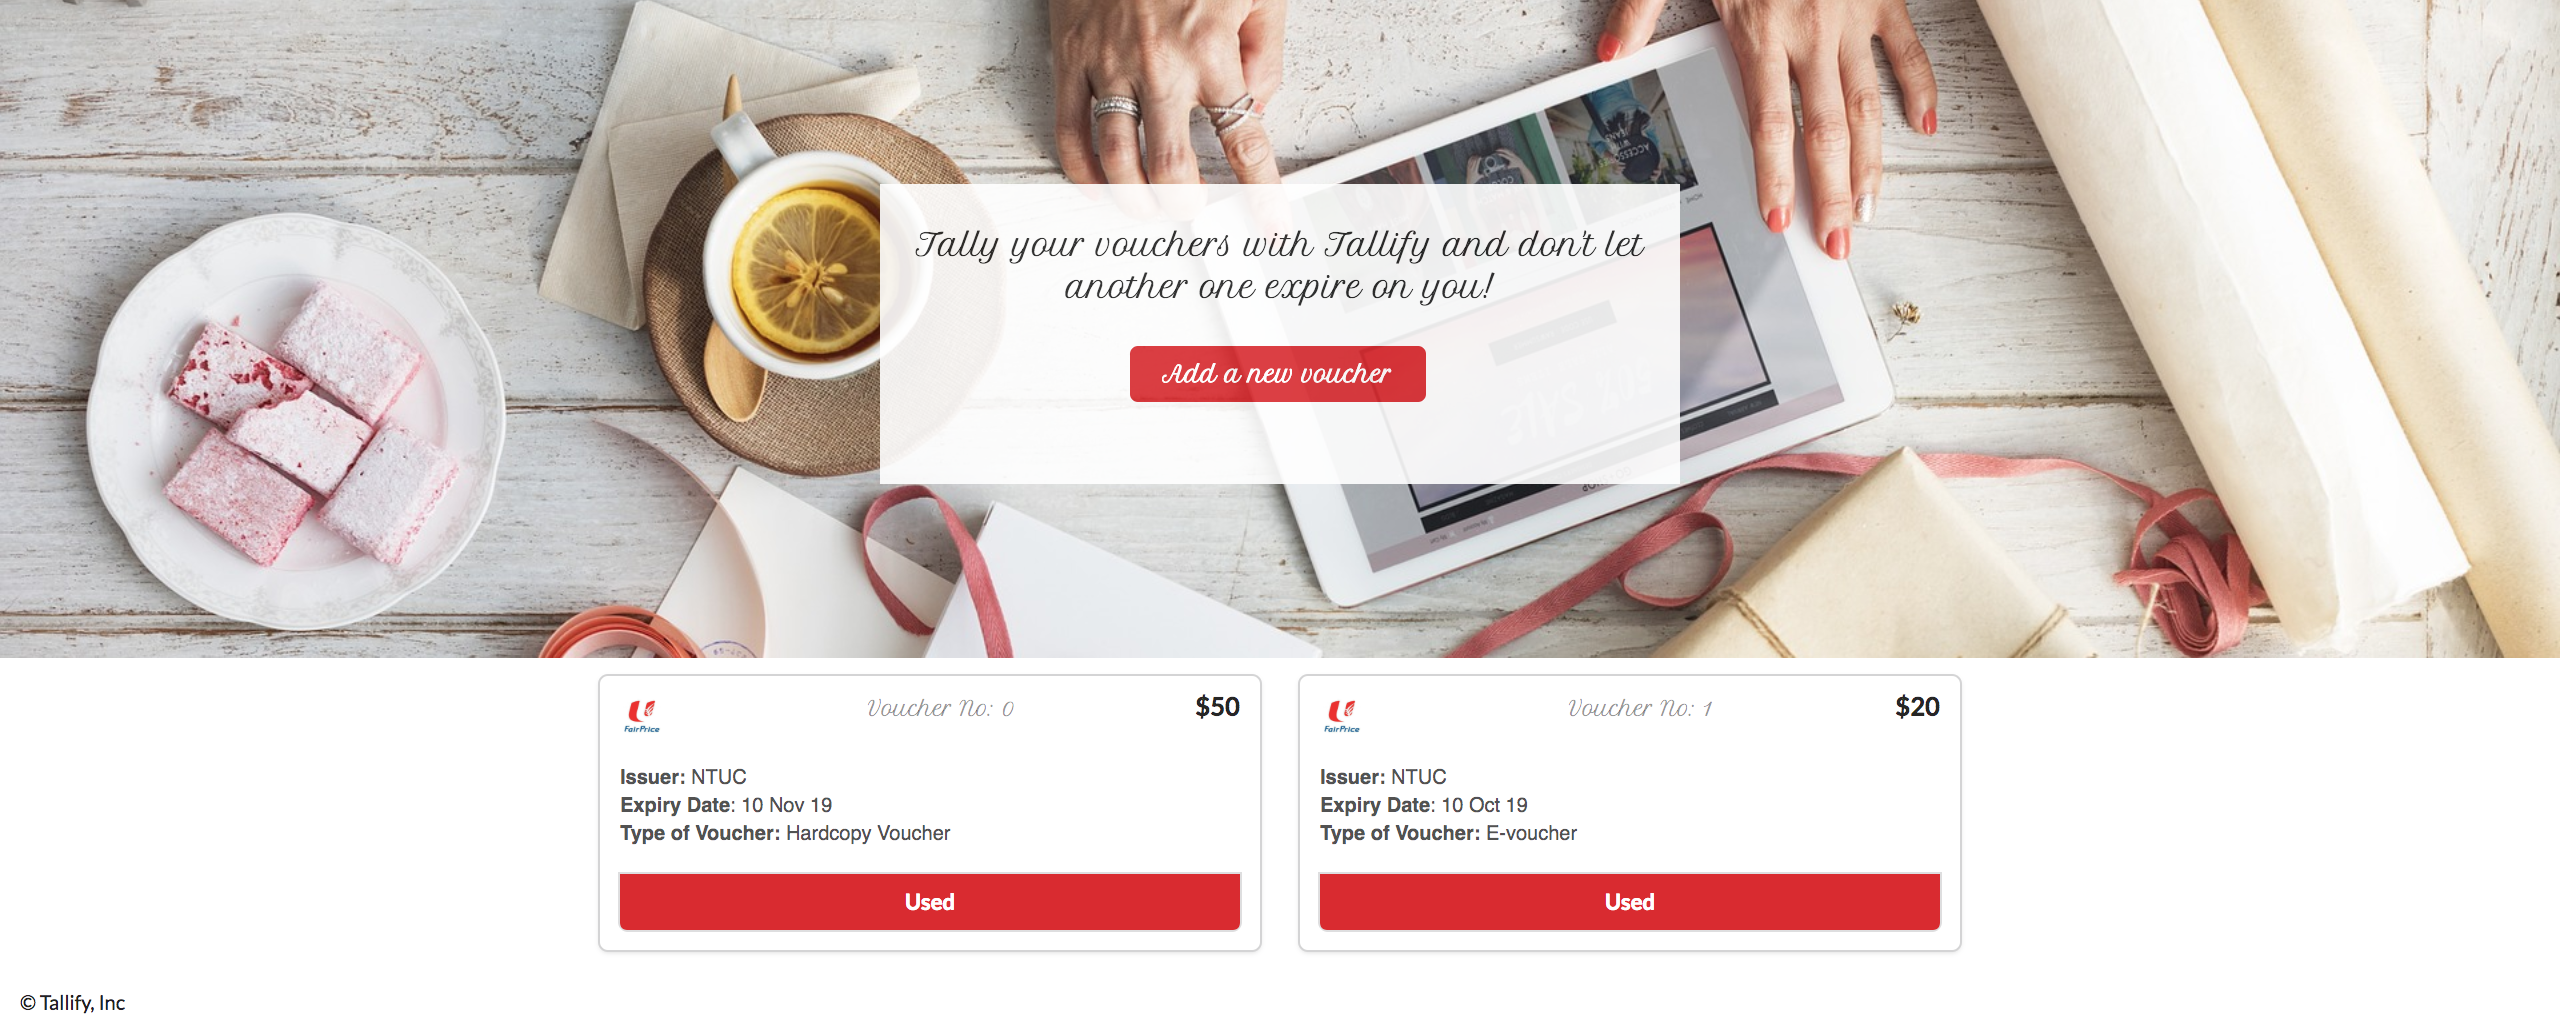 Tally your vouchers with Tallify and don't let
another one expire on you!
Add a new voucher
FairPrice
Voucher No: 0
$50
Issuer: NTUC
Expiry Date: 10 Nov 19
Type of Voucher: Hardcopy Voucher
Used
FairPrice
Voucher No: 1
$20
Issuer: NTUC
Expiry Date: 10 Oct 19
Type of Voucher: E-voucher
Used
© Tallify, Inc